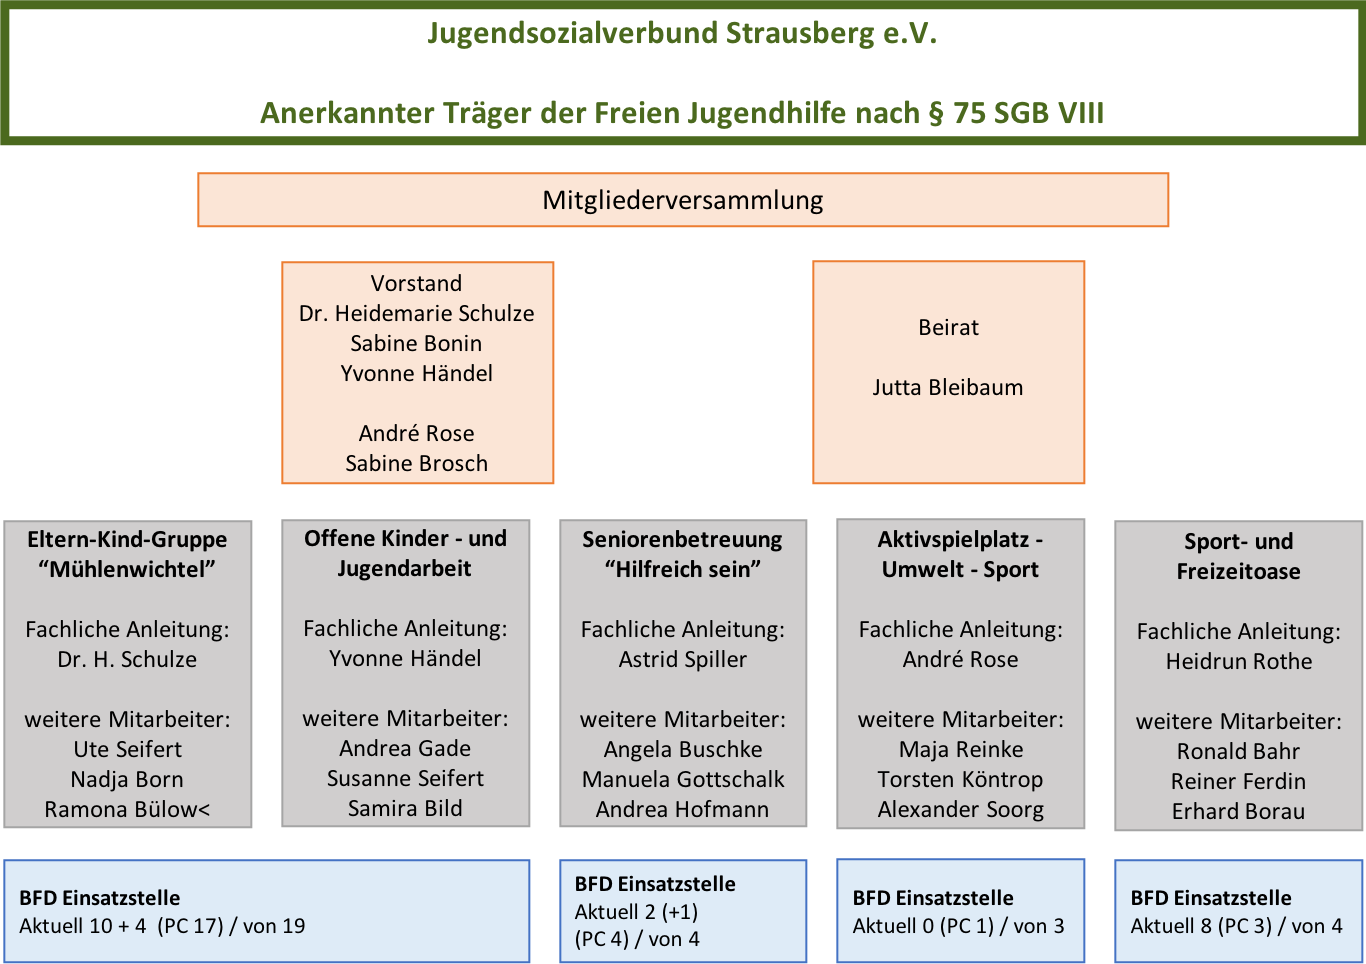 Jugendsozialverbund Strausberg e.V.
Anerkannter Träger der Freien Jugendhilfe nach § 75 SGB VIII
Mitgliederversammlung
Vorstand
Dr. Heidemarie Schulze
Sabine Bonin
Yvonne Händel
André Rose
Sabine Brosch
Beirat
Jutta Bleibaum
Eltern-Kind-Gruppe
“Mühlenwichtel”
Fachliche Anleitung:
Dr. H. Schulze
weitere Mitarbeiter:
Ute Seifert
Nadja Born
Ramona Bülow<
Offene Kinder - und
Jugendarbeit
Fachliche Anleitung:
Yvonne Händel
weitere Mitarbeiter:
Andrea Gade
Susanne Seifert
Samira Bild
Seniorenbetreuung
“Hilfreich sein”
Fachliche Anleitung:
Astrid Spiller
weitere Mitarbeiter:
Angela Buschke
Manuela Gottschalk
Andrea Hofmann
Aktivspielplatz -
Umwelt - Sport
Fachliche Anleitung:
André Rose
weitere Mitarbeiter:
Maja Reinke
Torsten Köntrop
Alexander Soorg
Sport- und
Freizeitoase
Fachliche Anleitung:
Heidrun Rothe
weitere Mitarbeiter:
Ronald Bahr
Reiner Ferdin
Erhard Borau
BFD Einsatzstelle
Aktuell 10 + 4  (PC 17) / von 19
BFD Einsatzstelle
Aktuell 2 (+1)
(PC 4) / von 4
BFD Einsatzstelle
Aktuell 0 (PC 1) / von 3
BFD Einsatzstelle
Aktuell 8 (PC 3) / von 4